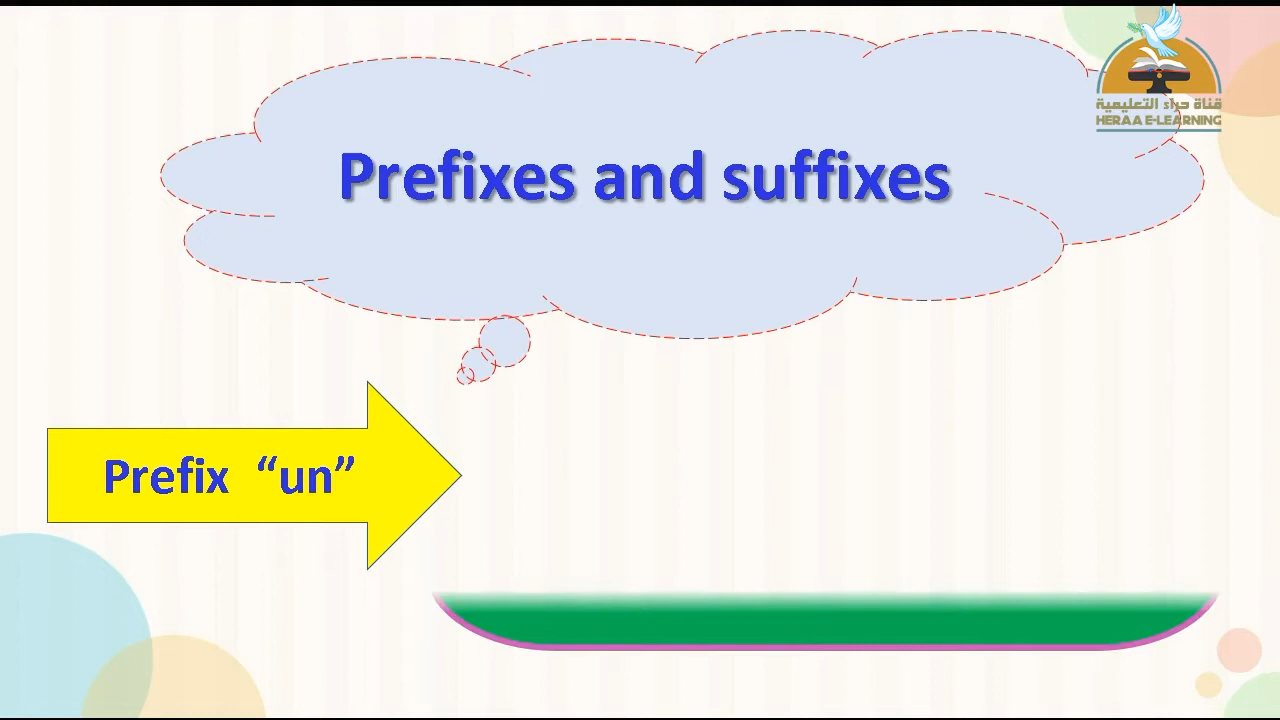 قناة حراء التعليمية
HERAA E-LEARNING
Prefixes and suffixes
Prefix “un”